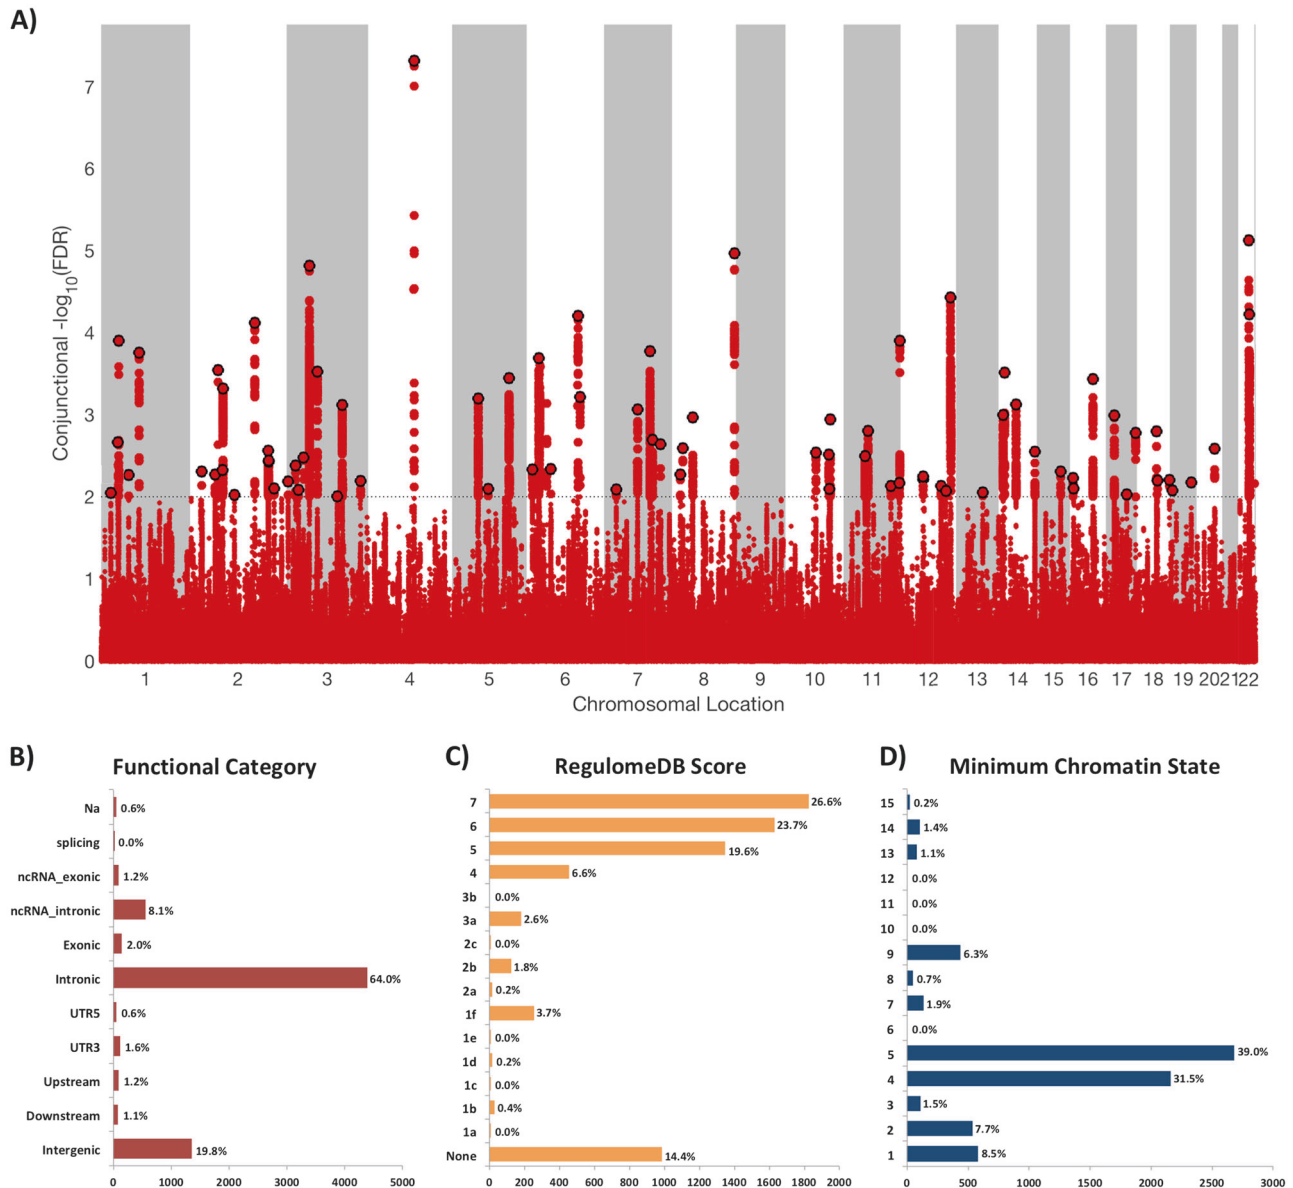 A)
Conjunctional -log10(FDR)
7
6
5
4
3
2
1
0
1 2 3 4 5 6 7 8 9 10 11 12 13 14 15 16 17 18 19 202122
Chromosomal Location
B)
Functional Category
Na 0.6%
splicing 0.0%
ncRNA_exonic 1.2%
ncRNA_intronic 8.1%
Exonic 2.0%
Intronic 64.0%
UTR5 0.6%
UTR3 1.6%
Upstream 1.2%
Downstream 1.1%
Intergenic 19.8%
0 1000 2000 3000 4000 5000
C)
RegulomeDB Score
7 26.6%
6 23.7%
5 19.6%
4 6.6%
3b 0.0%
3a 2.6%
2c 0.0%
2b 1.8%
2a 0.2%
1f 3.7%
1e 0.0%
1d 0.2%
1c 0.0%
1b 0.4%
1a 0.0%
None 14.4%
0 200 400 600 800 1000 1200 1400 1600 1800 2000
D)
Minimum Chromatin State
15 0.2%
14 1.4%
13 1.1%
12 0.0%
11 0.0%
10 0.0%
9 6.3%
8 0.7%
7 1.9%
6 0.0%
5 39.0%
4 31.5%
3 1.5%
2 7.7%
1 8.5%
0 500 1000 1500 2000 2500 3000